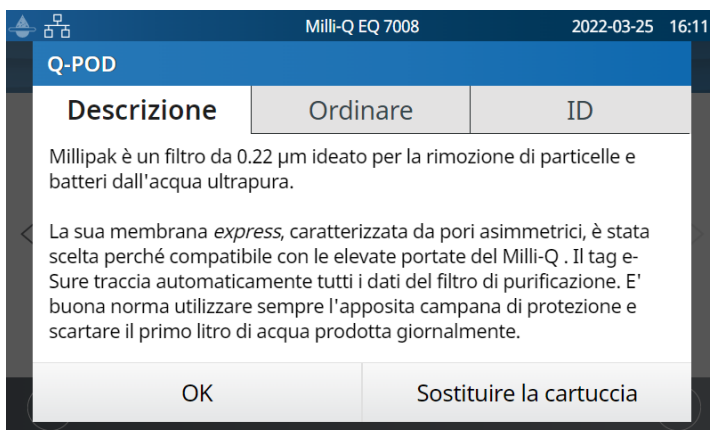 Milli-Q EQ 7008 2022-03-25 16:11
Q-POD
Descrizione Ordinare ID
Millipak è un filtro da 0.22 µm ideato per la rimozione di particelle e
batteri dall'acqua ultrapura.
La sua membrana express, caratterizzata da pori asimmetrici, è stata
scelta perché compatibile con le elevate portate del Milli-Q . Il tag e-
Sure traccia automaticamente tutti i dati del filtro di purificazione. E'
buona norma utilizzare sempre l'apposita campana di protezione e
scartare il primo litro di acqua prodotta giornalmente.
OK Sostituire la cartuccia